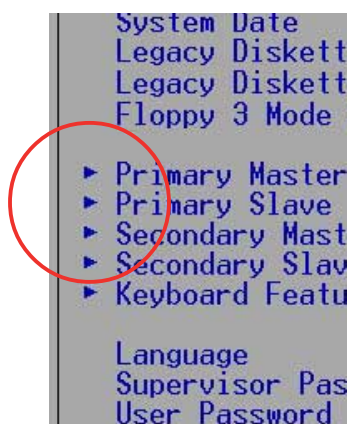 System Date
Legacy Diskett
Legacy Diskett
Floppy 3 Mode
Primary Master
Primary Slave
Secondary Mast
Secondary Slav
Keyboard Featu
Language
Supervisor Pas
User Password